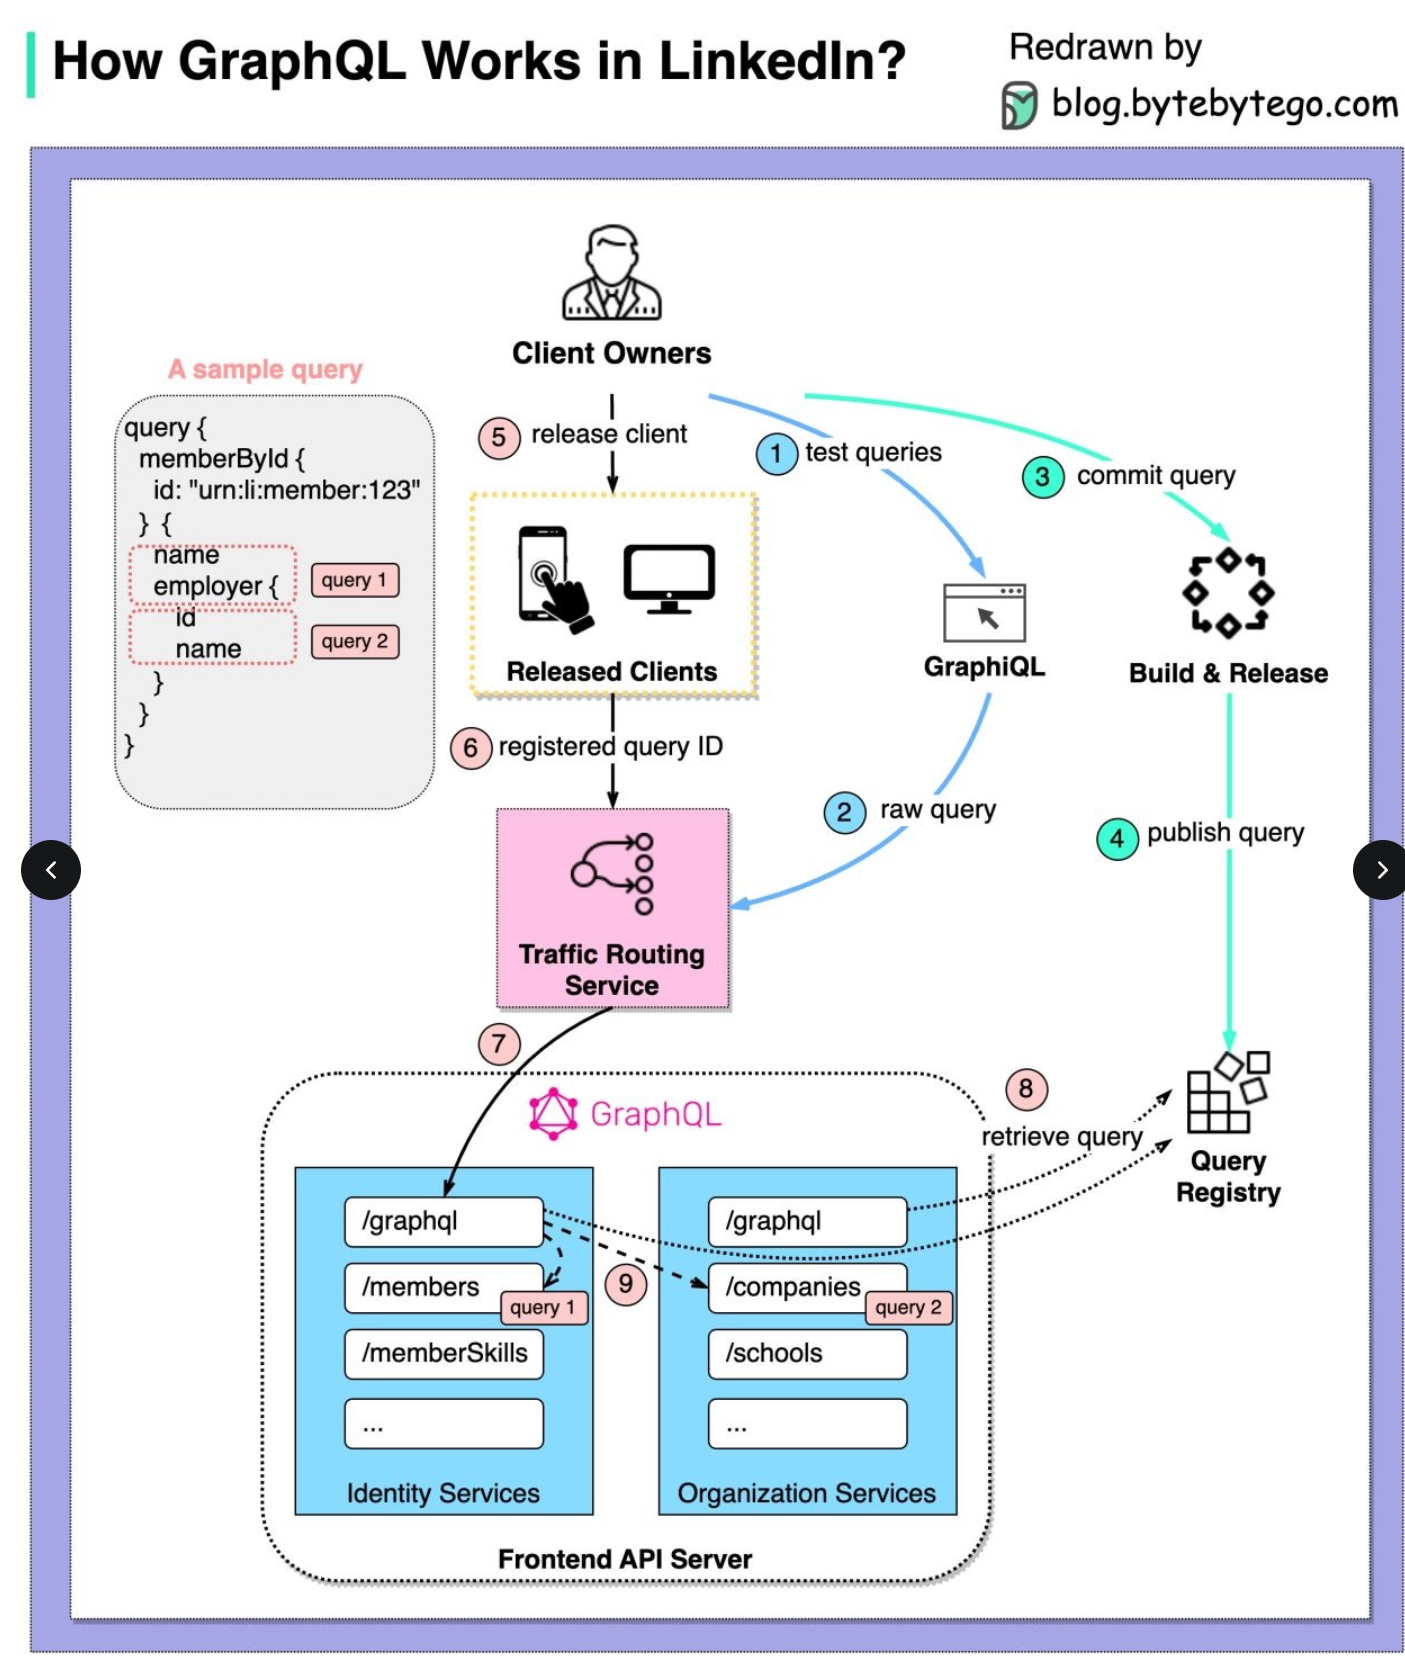 How GraphQL Works in LinkedIn?
Redrawn by
blog.bytebytego.com
Client Owners
A sample query
query {
memberById {
id: "urn:li:member:123"
} {
name
employer {
id
name
}
}
}
query 1
query 2
5 release client
1 test queries
3 commit query
Released Clients
GraphiQL
Build & Release
6 registered query ID
2 raw query
4 publish query
Traffic Routing
Service
7
GraphQL
8
retrieve query
Query
Registry
/graphql
/members
query 1
/memberSkills
...
Identity Services
9
/graphql
/companies
query 2
/schools
...
Organization Services
Frontend API Server